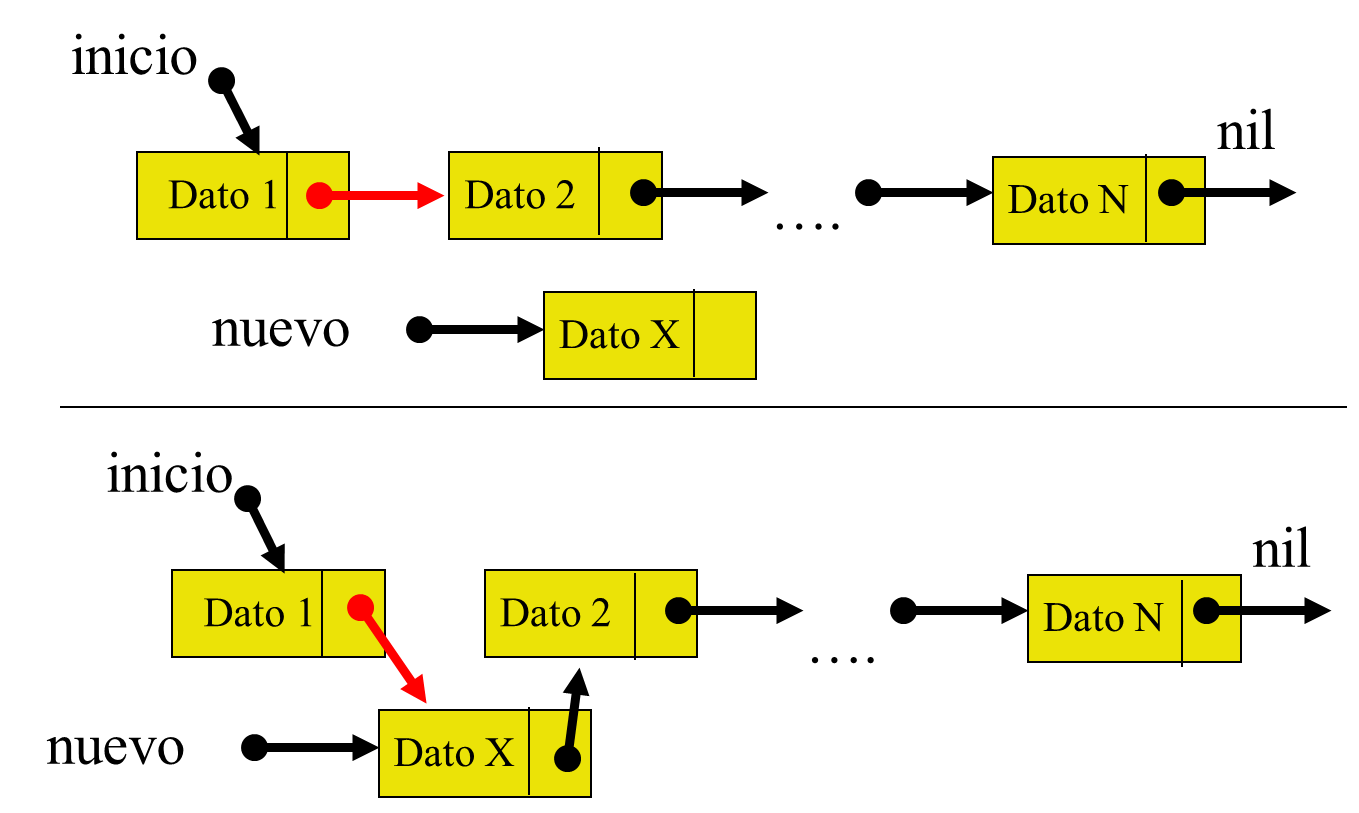 inicio
nil
Dato 1
Dato 2
....
Dato N
nuevo
Dato X
inicio
nil
Dato 1
Dato 2
....
Dato N
nuevo
Dato X